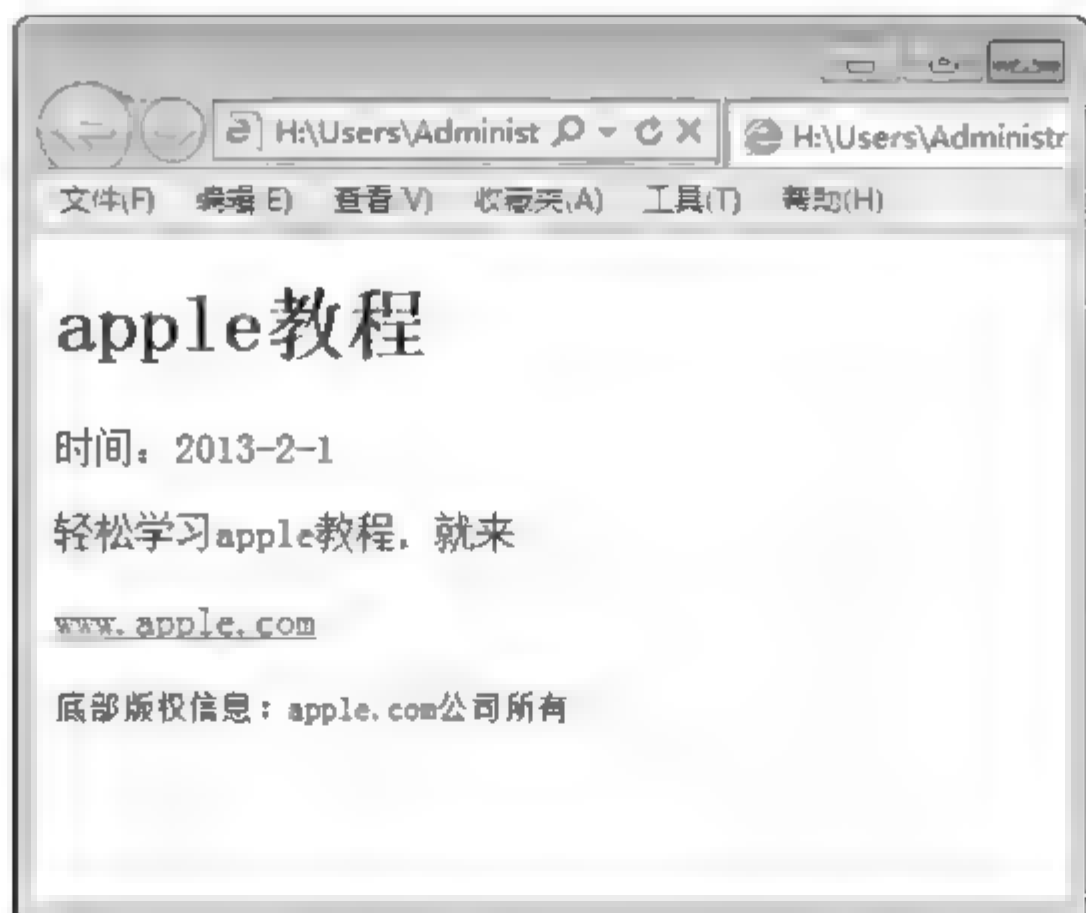 H:\Users\Administ
H:\Users\Administr
文件(F) 编辑 E) 查看 V) 收藏夹(A) 工具(T) 帮助(H)
apple教程
时间：2013-2-1
轻松学习apple教程，就来
www.apple.com
底部版权信息：apple.com公司所有